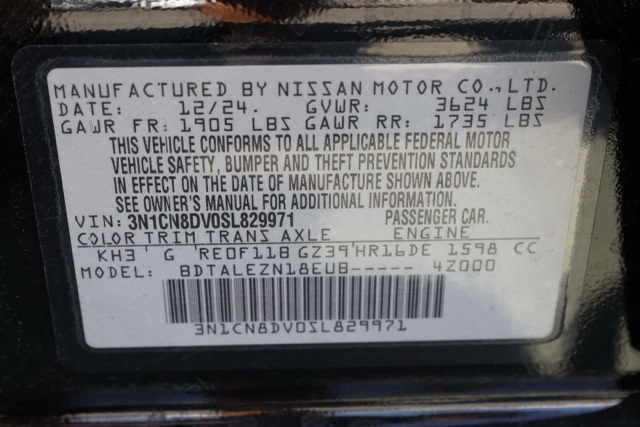 MANUFACTURED BY NISSAN MOTOR CO., LTD.
DATE: 12/24. GVWR: 3624 LBS
GAWR FR: 1905 LBS GAWR RR: 1735 LBS
THIS VEHICLE CONFORMS TO ALL APPLICABLE FEDERAL MOTOR
VEHICLE SAFETY, BUMPER AND THEFT PREVENTION STANDARDS
IN EFFECT ON THE DATE OF MANUFACTURE SHOWN ABOVE.
SEE OWNER'S MANUAL FOR ADDITIONAL INFORMATION.
VIN: 3N1CN8DV0SL829971 PASSENGER CAR.
COLOR TRIM TRANS AXLE ENGINE
KH3 G RE0F11B GZ39 HR16DE 1598 CC
MODEL: BDTALEZN18EUB----- 4Z000
3N1CN8DV0SL829971